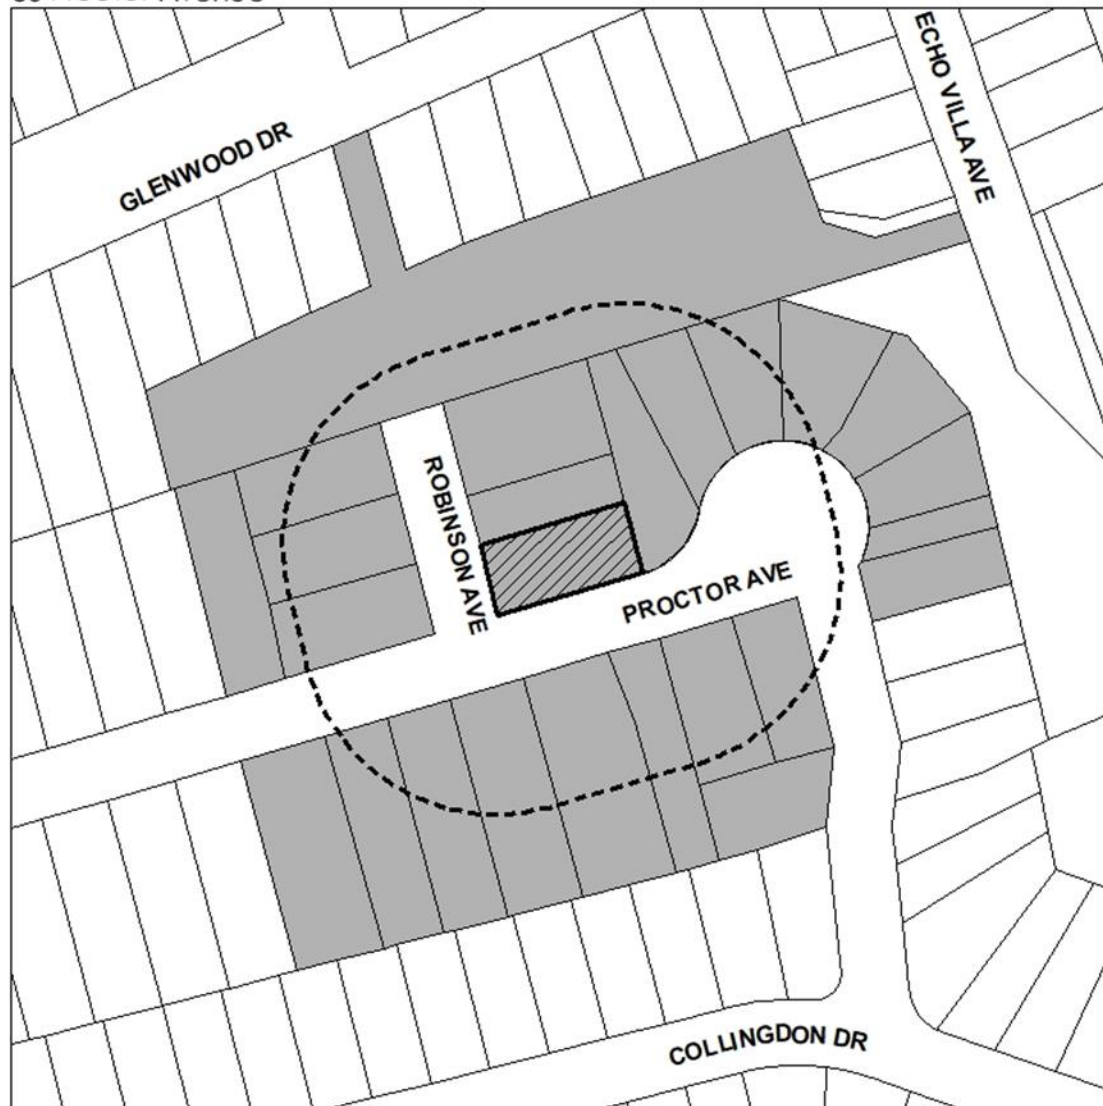 GLENWOOD DR
ECHO VILLA AVE
ROBINSON AVE
PROCTOR AVE
COLLINGDON DR